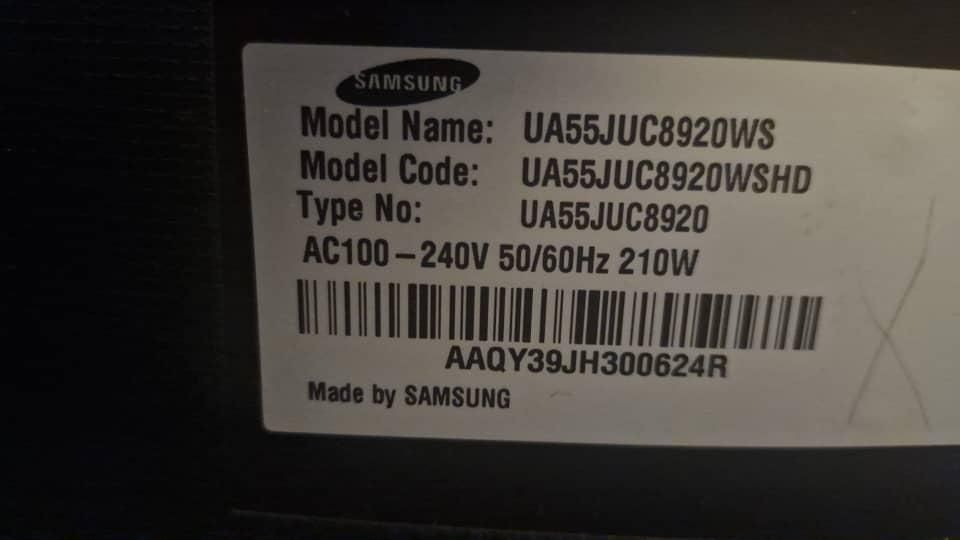 SAMSUNG
Model Name: UA55JUC8920WS
Model Code: UA55JUC8920WSHD
Type No: UA55JUC8920
AC100-240V 50/60Hz 210W
AAQY39JH300624R
Made by SAMSUNG